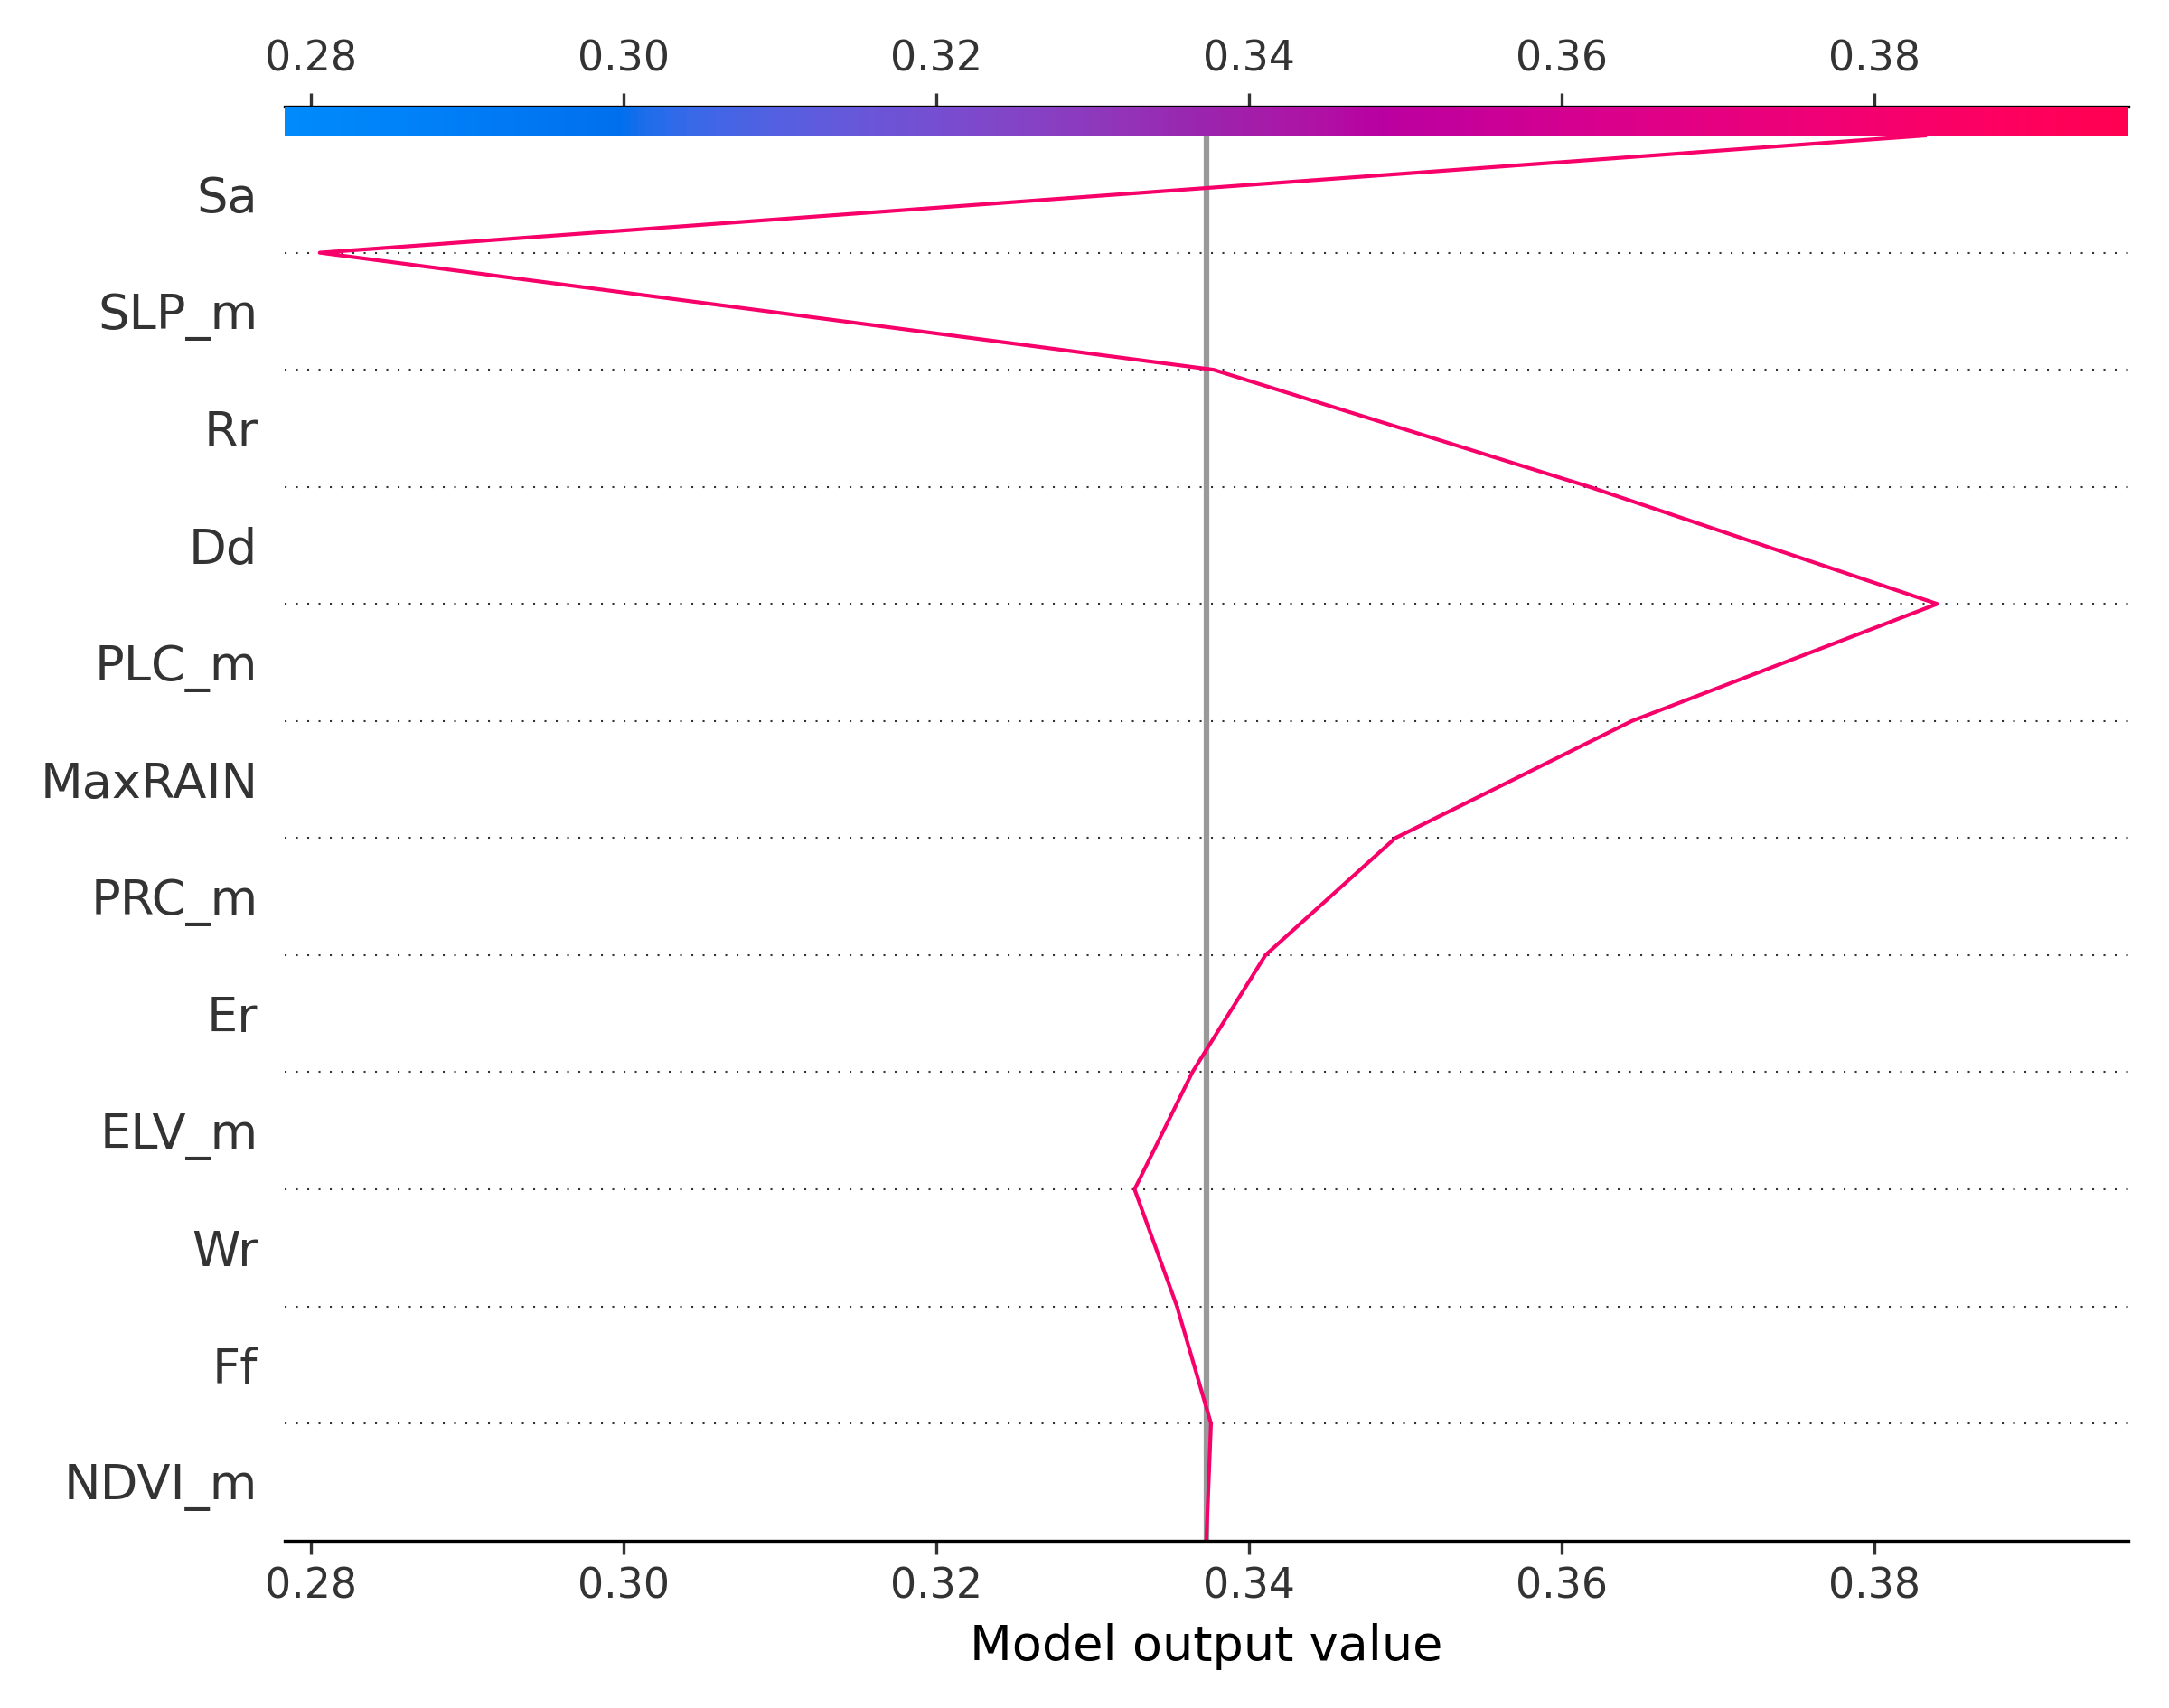 0.28 0.30 0.32 0.34 0.36 0.38
Sa
SLP_m
Rr
Dd
PLC_m
MaxRAIN
PRC_m
Er
ELV_m
Wr
Ff
NDVI_m
0.28 0.30 0.32 0.34 0.36 0.38
Model output value